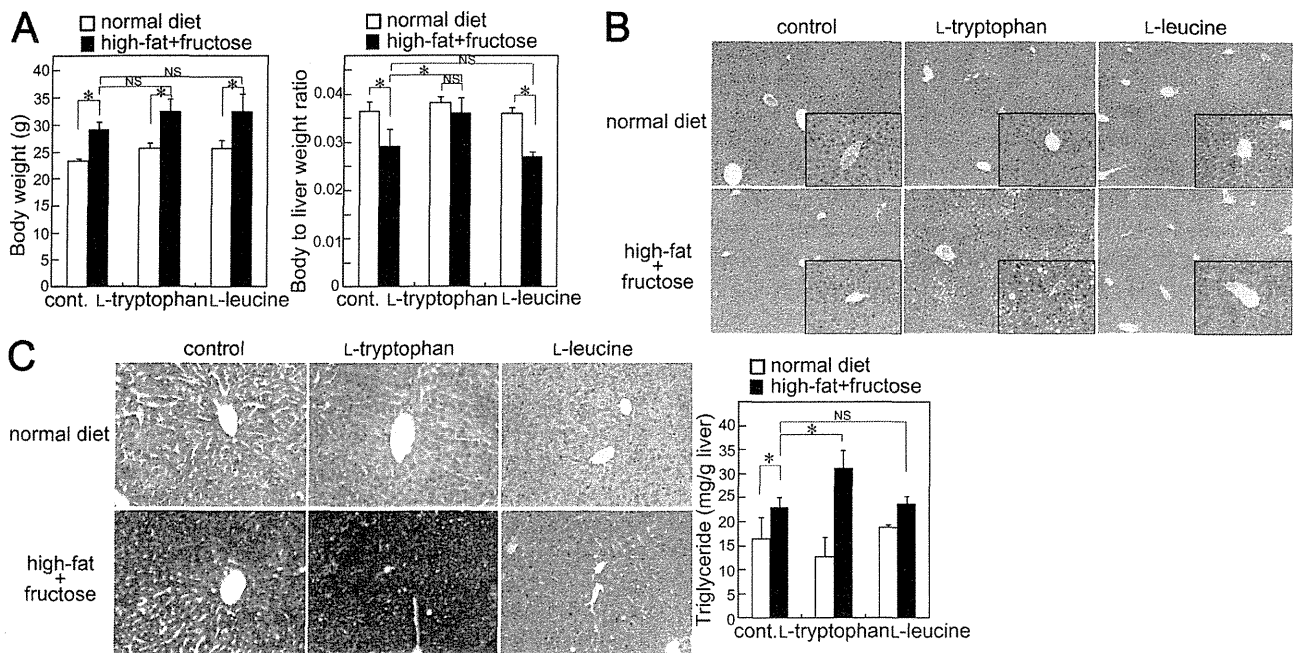 A
normal diet
high-fat+fructose
Body weight (g)
40
35
30
25
20
15
10
5
0
NS
NS
*
*
*
cont. L-tryptophan L-leucine
normal diet
high-fat+fructose
Body to liver weight ratio
0.04
0.03
0.02
0.01
0
NS
*
*
NS
*
cont. L-tryptophan L-leucine
B
control L-tryptophan L-leucine
normal diet
high-fat
+
fructose
C
control L-tryptophan L-leucine
normal diet
high-fat
+
fructose
normal diet
high-fat+fructose
Triglyceride (mg/g liver)
40
35
30
25
20
15
10
5
0
NS
*
*
cont. L-tryptophan L-leucine